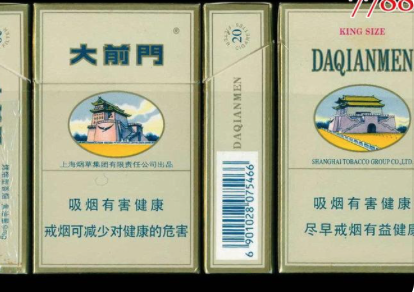 大前門
®
上海烟草集团有限责任公司出品
吸烟有害健康
戒烟可减少对健康的危害
20
DAQIANMEN
6 901028 075466
7788
KING SIZE
DAQIANMEN
SHANGHAI TOBACCO GROUP CO.,LTD.
吸烟有害健康
尽早戒烟有益健康